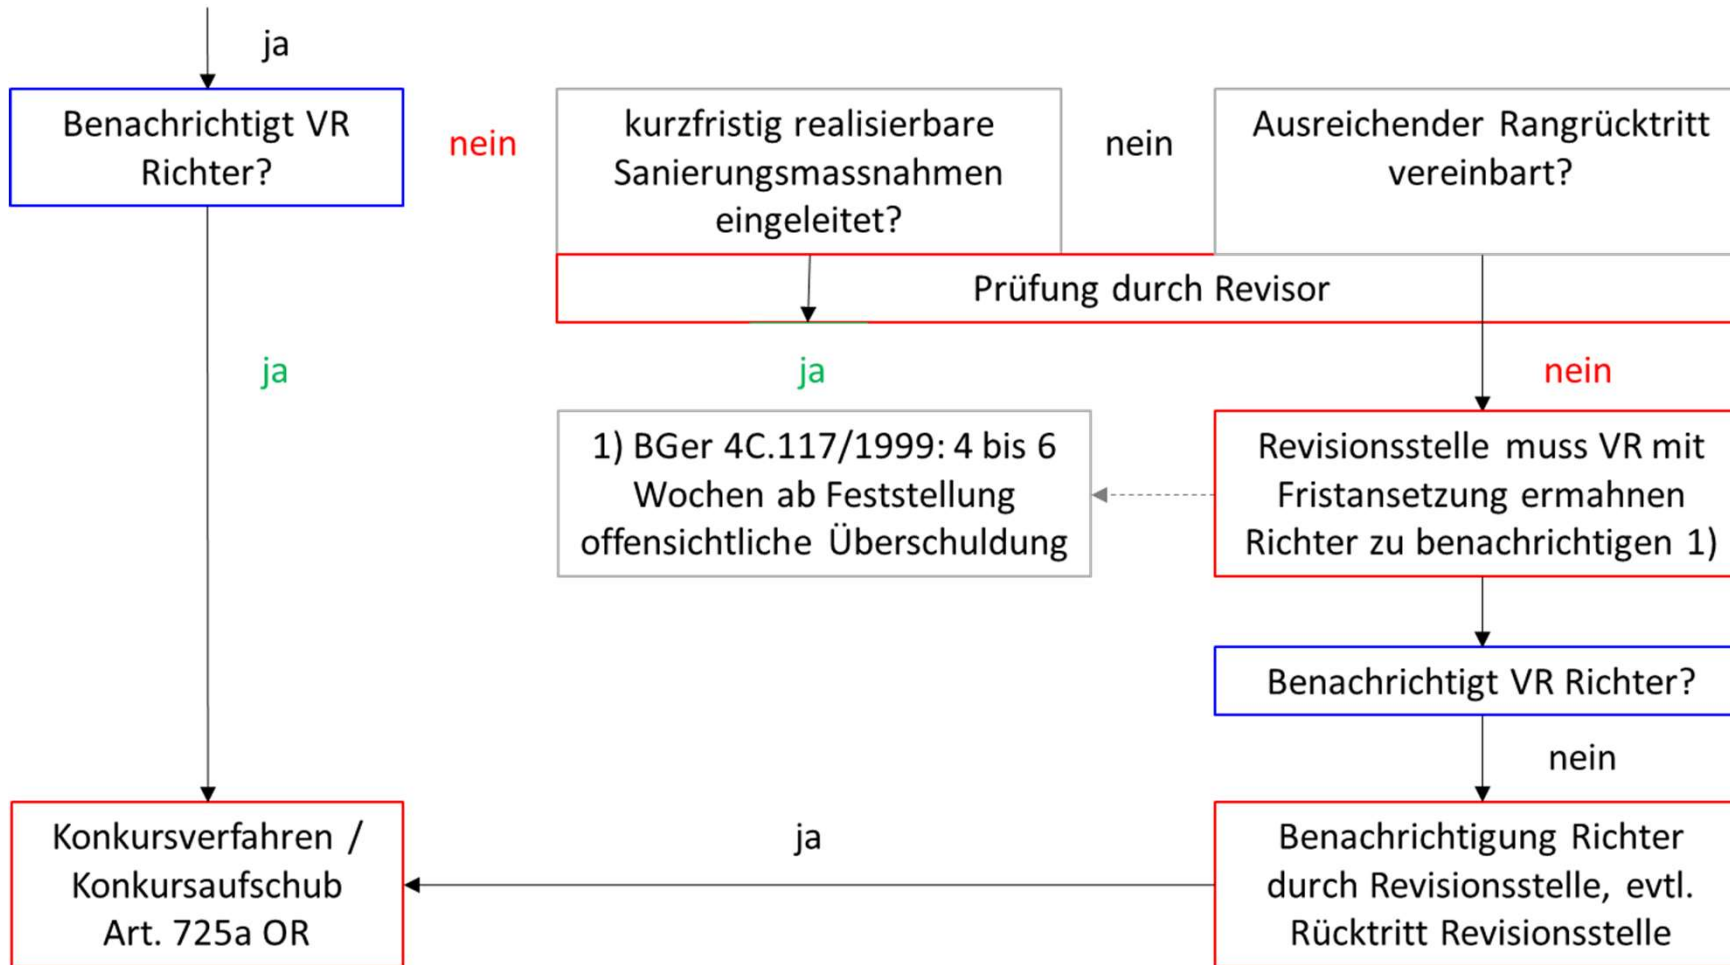 ja
Benachrichtigt VR
Richter?
nein
kurzfristig realisierbare
Sanierungsmassnahmen
eingeleitet?
nein
Ausreichender Rangrücktritt
vereinbart?
Prüfung durch Revisor
ja
ja
nein
1) BGer 4C.117/1999: 4 bis 6
Wochen ab Feststellung
offensichtliche Überschuldung
Revisionsstelle muss VR mit
Fristansetzung ermahnen
Richter zu benachrichtigen 1)
Benachrichtigt VR Richter?
nein
Konkursverfahren /
Konkursaufschub
Art. 725a OR
ja
Benachrichtigung Richter
durch Revisionsstelle, evtl.
Rücktritt Revisionsstelle